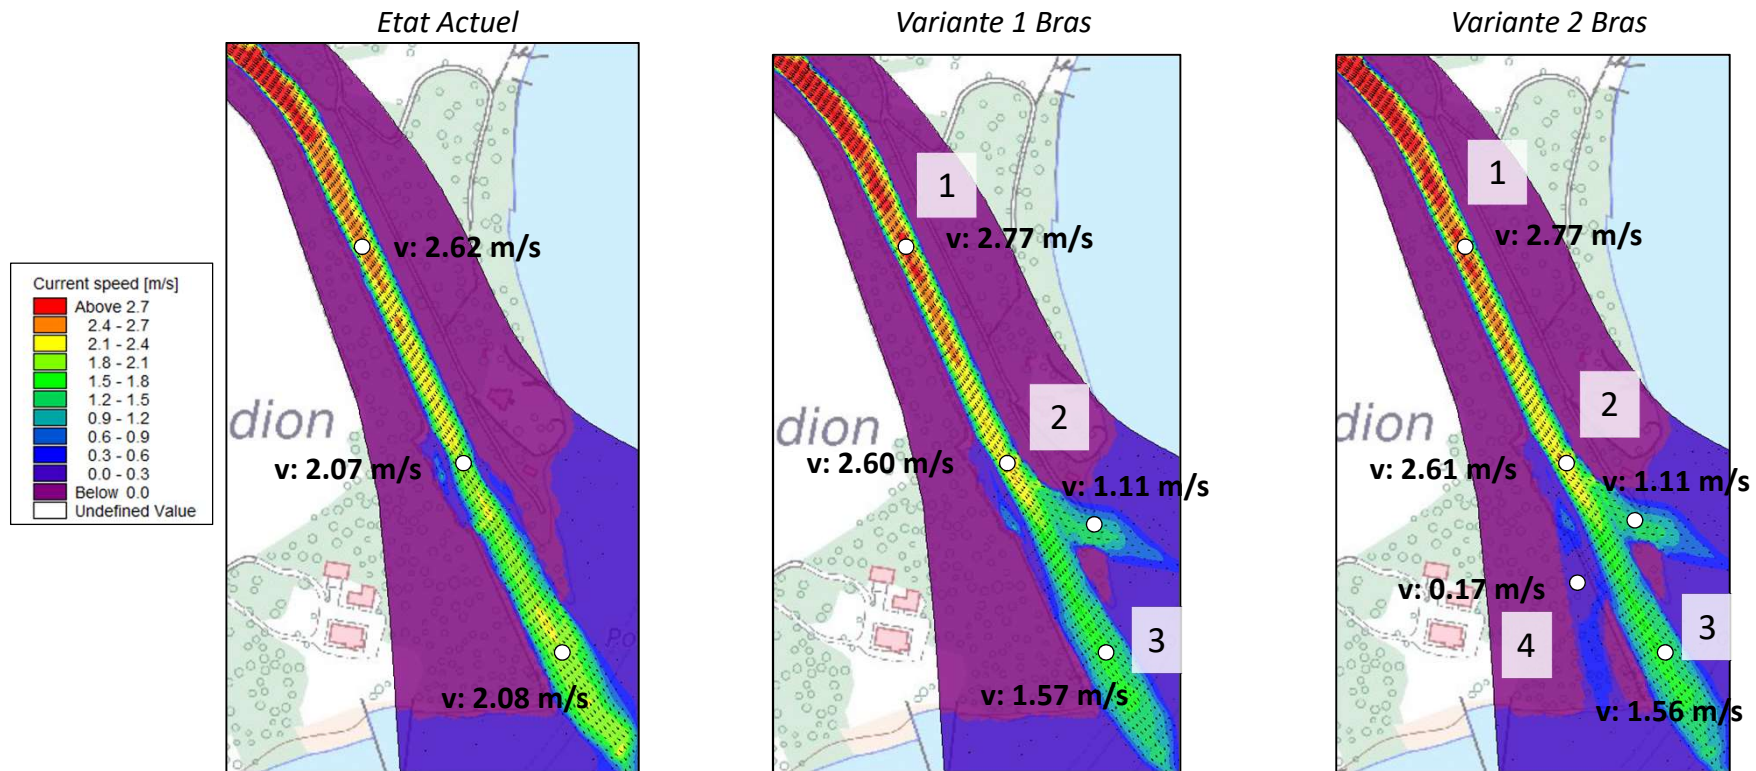 Etat Actuel
Variante 1 Bras
Variante 2 Bras
Current speed [m/s]
Above 2.7
2.4 - 2.7
2.1 - 2.4
1.8 - 2.1
1.5 - 1.8
1.2 - 1.5
0.9 - 1.2
0.6 - 0.9
0.3 - 0.6
0.0 - 0.3
Below 0.0
Undefined Value
v: 2.62 m/s
dion
v: 2.07 m/s
Po
v: 2.08 m/s
1
v: 2.77 m/s
2
dion
v: 2.60 m/s
v: 1.11 m/s
3
v: 1.57 m/s
1
v: 2.77 m/s
2
dion
v: 2.61 m/s
v: 1.11 m/s
v: 0.17 m/s
4
3
v: 1.56 m/s